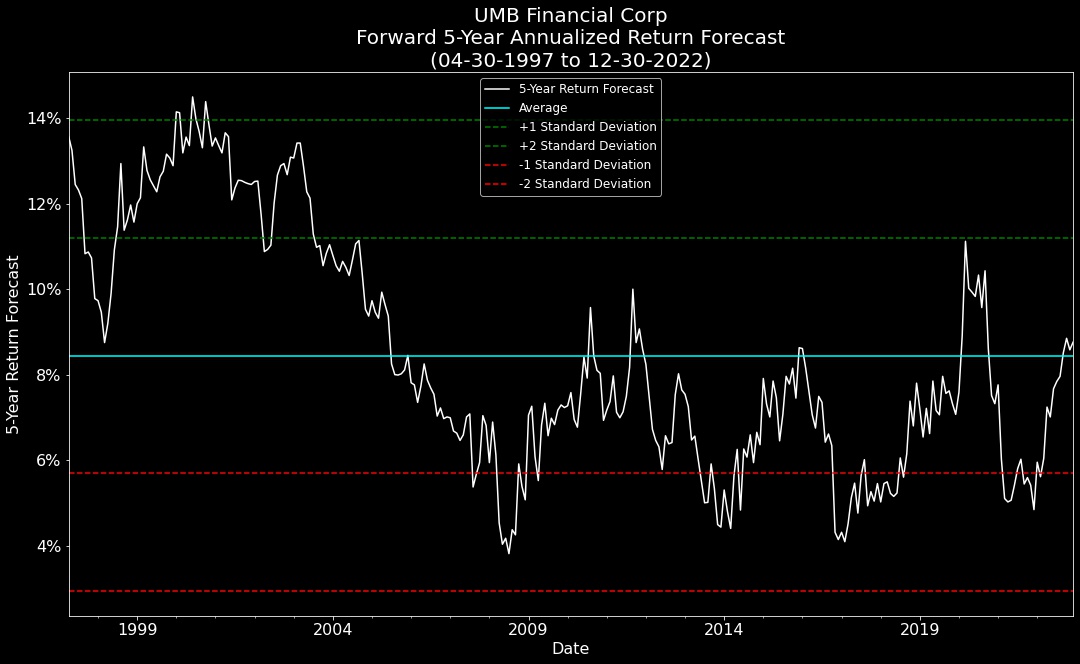 UMB Financial Corp
Forward 5-Year Annualized Return Forecast
(04-30-1997 to 12-30-2022)
5-Year Return Forecast
Average
+1 Standard Deviation
+2 Standard Deviation
-1 Standard Deviation
-2 Standard Deviation
5-Year Return Forecast
14%
12%
10%
8%
6%
4%
1999
2004
2009
2014
2019
Date